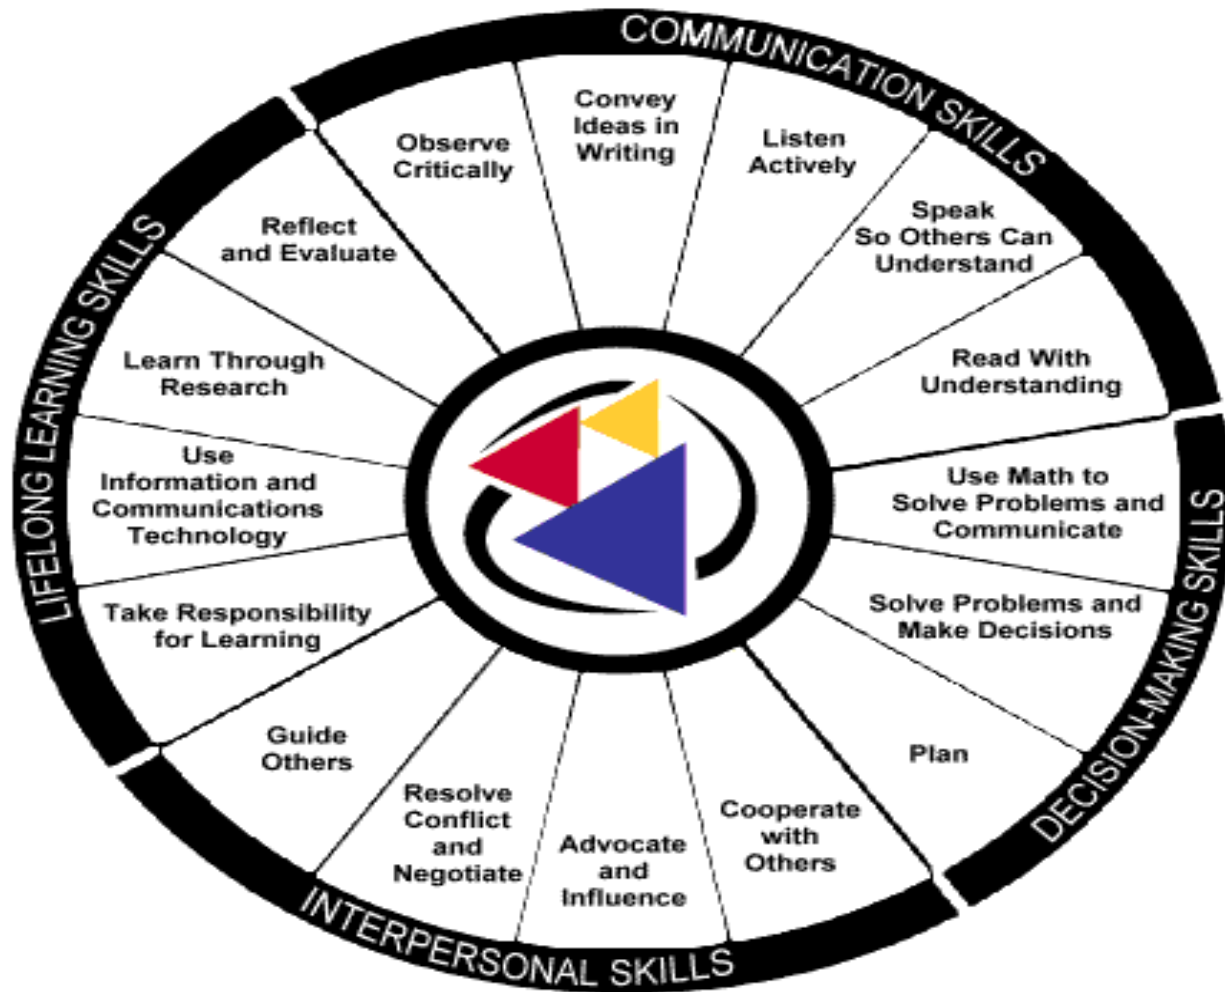 COMMUNICATION SKILLS
Observe
Critically
Convey
Ideas in
Writing
Listen
Actively
Speak
So Others Can
Understand
Read With
Understanding
DECISION-MAKING SKILLS
Use Math to
Solve Problems and
Communicate
Solve Problems and
Make Decisions
Plan
INTERPERSONAL SKILLS
Cooperate
with
Others
Advocate
and
Influence
Resolve
Conflict
and
Negotiate
Guide
Others
LIFELONG LEARNING SKILLS
Take Responsibility
for Learning
Use
Information and
Communications
Technology
Learn Through
Research
Reflect
and Evaluate